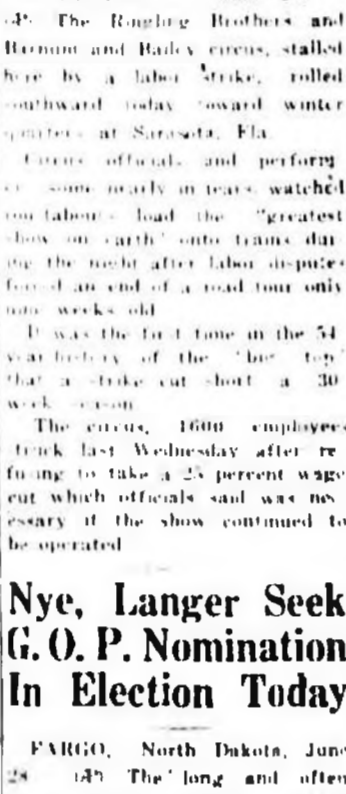 (AP) The Ringling Brothers and
Barnum and Bailey circus, stalled
here by a labor strike, rolled
southward today toward winter
quarters at Sarasota, Fla.
Circus officials and perform-
ers, some nearly in tears, watched
roustabouts load the "greatest
show on earth" onto trains dur-
ing the night after labor disputes
forced an end of a road tour only
nine weeks old.
It was the first time in the 54
year history of the "big top"
that a strike cut short a 30
week season.
The circus, 1600 employees
struck last Wednesday after re-
fusing to take a 25 percent wage
cut which officials said was nec-
essary if the show continued to
be operated.
Nye, Langer Seek
G. O. P. Nomination
In Election Today
FARGO, North Dakota, June
28 (AP) The long and often